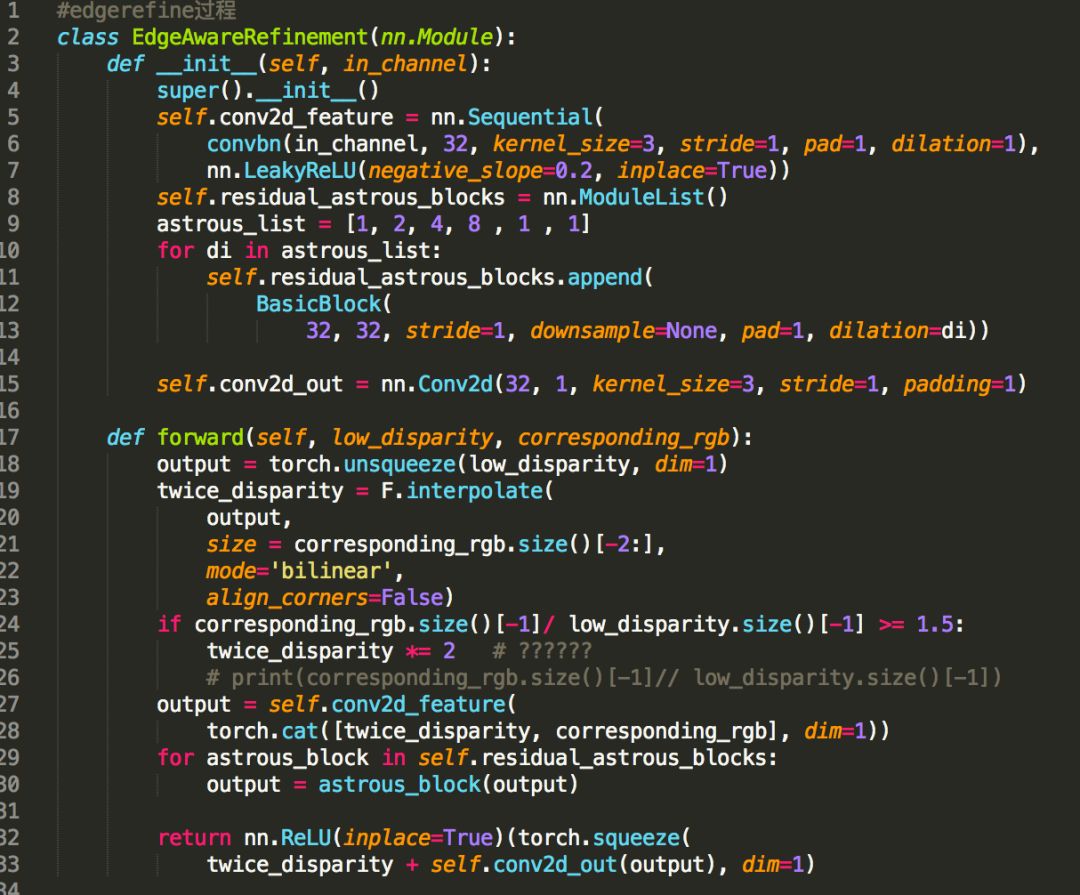 1 #edgerefine过程
2 class EdgeAwareRefinement(nn.Module):
3     def __init__(self, in_channel):
4         super().__init__()
5         self.conv2d_feature = nn.Sequential(
6             convbn(in_channel, 32, kernel_size=3, stride=1, pad=1, dilation=1),
7             nn.LeakyReLU(negative_slope=0.2, inplace=True))
8         self.residual_astrous_blocks = nn.ModuleList()
9         astrous_list = [1, 2, 4, 8 , 1 , 1]
10         for di in astrous_list:
11             self.residual_astrous_blocks.append(
12                 BasicBlock(
13                     32, 32, stride=1, downsample=None, pad=1, dilation=di))
14
15         self.conv2d_out = nn.Conv2d(32, 1, kernel_size=3, stride=1, padding=1)
16
17     def forward(self, low_disparity, corresponding_rgb):
18         output = torch.unsqueeze(low_disparity, dim=1)
19         twice_disparity = F.interpolate(
20             output,
21             size = corresponding_rgb.size()[-2:],
22             mode='bilinear',
23             align_corners=False)
24         if corresponding_rgb.size()[-1]/ low_disparity.size()[-1] >= 1.5:
25             twice_disparity *= 2   # ??????
26             # print(corresponding_rgb.size()[-1]// low_disparity.size()[-1])
27         output = self.conv2d_feature(
28             torch.cat([twice_disparity, corresponding_rgb], dim=1))
29         for astrous_block in self.residual_astrous_blocks:
30             output = astrous_block(output)
31
32         return nn.ReLU(inplace=True)(torch.squeeze(
33             twice_disparity + self.conv2d_out(output), dim=1)
34